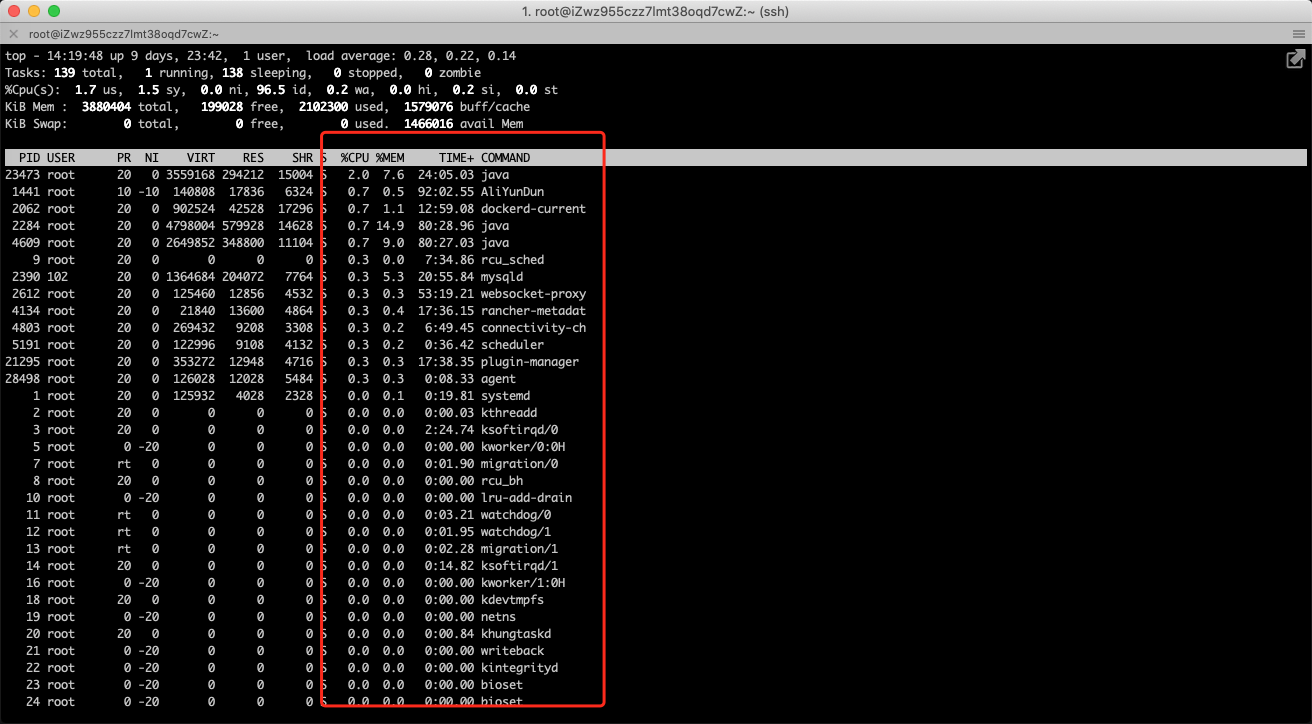 1. root@iZwz955czz7lmt38oqd7cwZ:~ (ssh)
root@iZwz955czz7lmt38oqd7cwZ:~
top - 14:19:48 up 9 days, 23:42,  1 user,  load average: 0.28, 0.22, 0.14
Tasks: 139 total,   1 running, 138 sleeping,   0 stopped,   0 zombie
%Cpu(s):  1.7 us,  1.5 sy,  0.0 ni, 96.5 id,  0.2 wa,  0.0 hi,  0.2 si,  0.0 st
KiB Mem :  3880404 total,   199028 free,  2102300 used,  1579076 buff/cache
KiB Swap:        0 total,        0 free,        0 used.  1466016 avail Mem
PID USER      PR  NI    VIRT    RES    SHR S  %CPU %MEM     TIME+ COMMAND
23473 root      20   0 3559168 294212  15004 S   2.0  7.6  24:05.03 java
1441 root      10 -10  140808  17836   6324 S   0.7  0.5  92:02.55 AliYunDun
2062 root      20   0  902524  42528  17296 S   0.7  1.1  12:59.08 dockerd-current
2284 root      20   0 4798004 579928  14628 S   0.7 14.9  80:28.96 java
4609 root      20   0 2649852 348800  11104 S   0.7  9.0  80:27.03 java
9 root      20   0       0      0      0 S   0.3  0.0   7:34.86 rcu_sched
2390 102       20   0 1364684 204072   7764 S   0.3  5.3  20:55.84 mysqld
2612 root      20   0  125460  12856   4532 S   0.3  0.3  53:19.21 websocket-proxy
4134 root      20   0   21840  13600   4864 S   0.3  0.4  17:36.15 rancher-metadat
4803 root      20   0  269432   9208   3308 S   0.3  0.2   6:49.45 connectivity-ch
5191 root      20   0  122996   9108   4132 S   0.3  0.2   0:36.42 scheduler
21295 root      20   0  353272  12948   4716 S   0.3  0.3  17:38.35 plugin-manager
28498 root      20   0  126028  12028   5484 S   0.3  0.3   0:08.33 agent
1 root      20   0  125932   4028   2328 S   0.0  0.1   0:19.81 systemd
2 root      20   0       0      0      0 S   0.0  0.0   0:00.03 kthreadd
3 root      20   0       0      0      0 S   0.0  0.0   2:24.74 ksoftirqd/0
5 root       0 -20       0      0      0 S   0.0  0.0   0:00.00 kworker/0:0H
7 root      rt   0       0      0      0 S   0.0  0.0   0:01.90 migration/0
8 root      20   0       0      0      0 S   0.0  0.0   0:00.00 rcu_bh
10 root       0 -20       0      0      0 S   0.0  0.0   0:00.00 lru-add-drain
11 root      rt   0       0      0      0 S   0.0  0.0   0:03.21 watchdog/0
12 root      rt   0       0      0      0 S   0.0  0.0   0:01.95 watchdog/1
13 root      rt   0       0      0      0 S   0.0  0.0   0:02.28 migration/1
14 root      20   0       0      0      0 S   0.0  0.0   0:14.82 ksoftirqd/1
16 root       0 -20       0      0      0 S   0.0  0.0   0:00.00 kworker/1:0H
18 root      20   0       0      0      0 S   0.0  0.0   0:00.00 kdevtmpfs
19 root       0 -20       0      0      0 S   0.0  0.0   0:00.00 netns
20 root      20   0       0      0      0 S   0.0  0.0   0:00.84 khungtaskd
21 root       0 -20       0      0      0 S   0.0  0.0   0:00.00 writeback
22 root       0 -20       0      0      0 S   0.0  0.0   0:00.00 kintegrityd
23 root       0 -20       0      0      0 S   0.0  0.0   0:00.00 bioset
24 root       0 -20       0      0      0 S   0.0  0.0   0:00.00 bioset